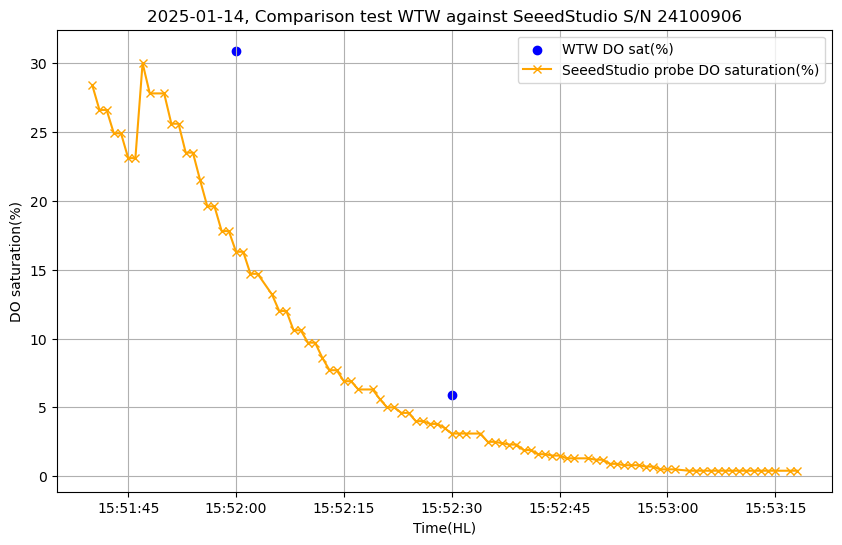 2025-01-14, Comparison test WTW against SeeedStudio S/N 24100906
WTW DO sat(%)
SeeedStudio probe DO saturation(%)
DO saturation(%)
30
25
20
15
10
5
0
15:51:45 15:52:00 15:52:15 15:52:30 15:52:45 15:53:00 15:53:15
Time(HL)